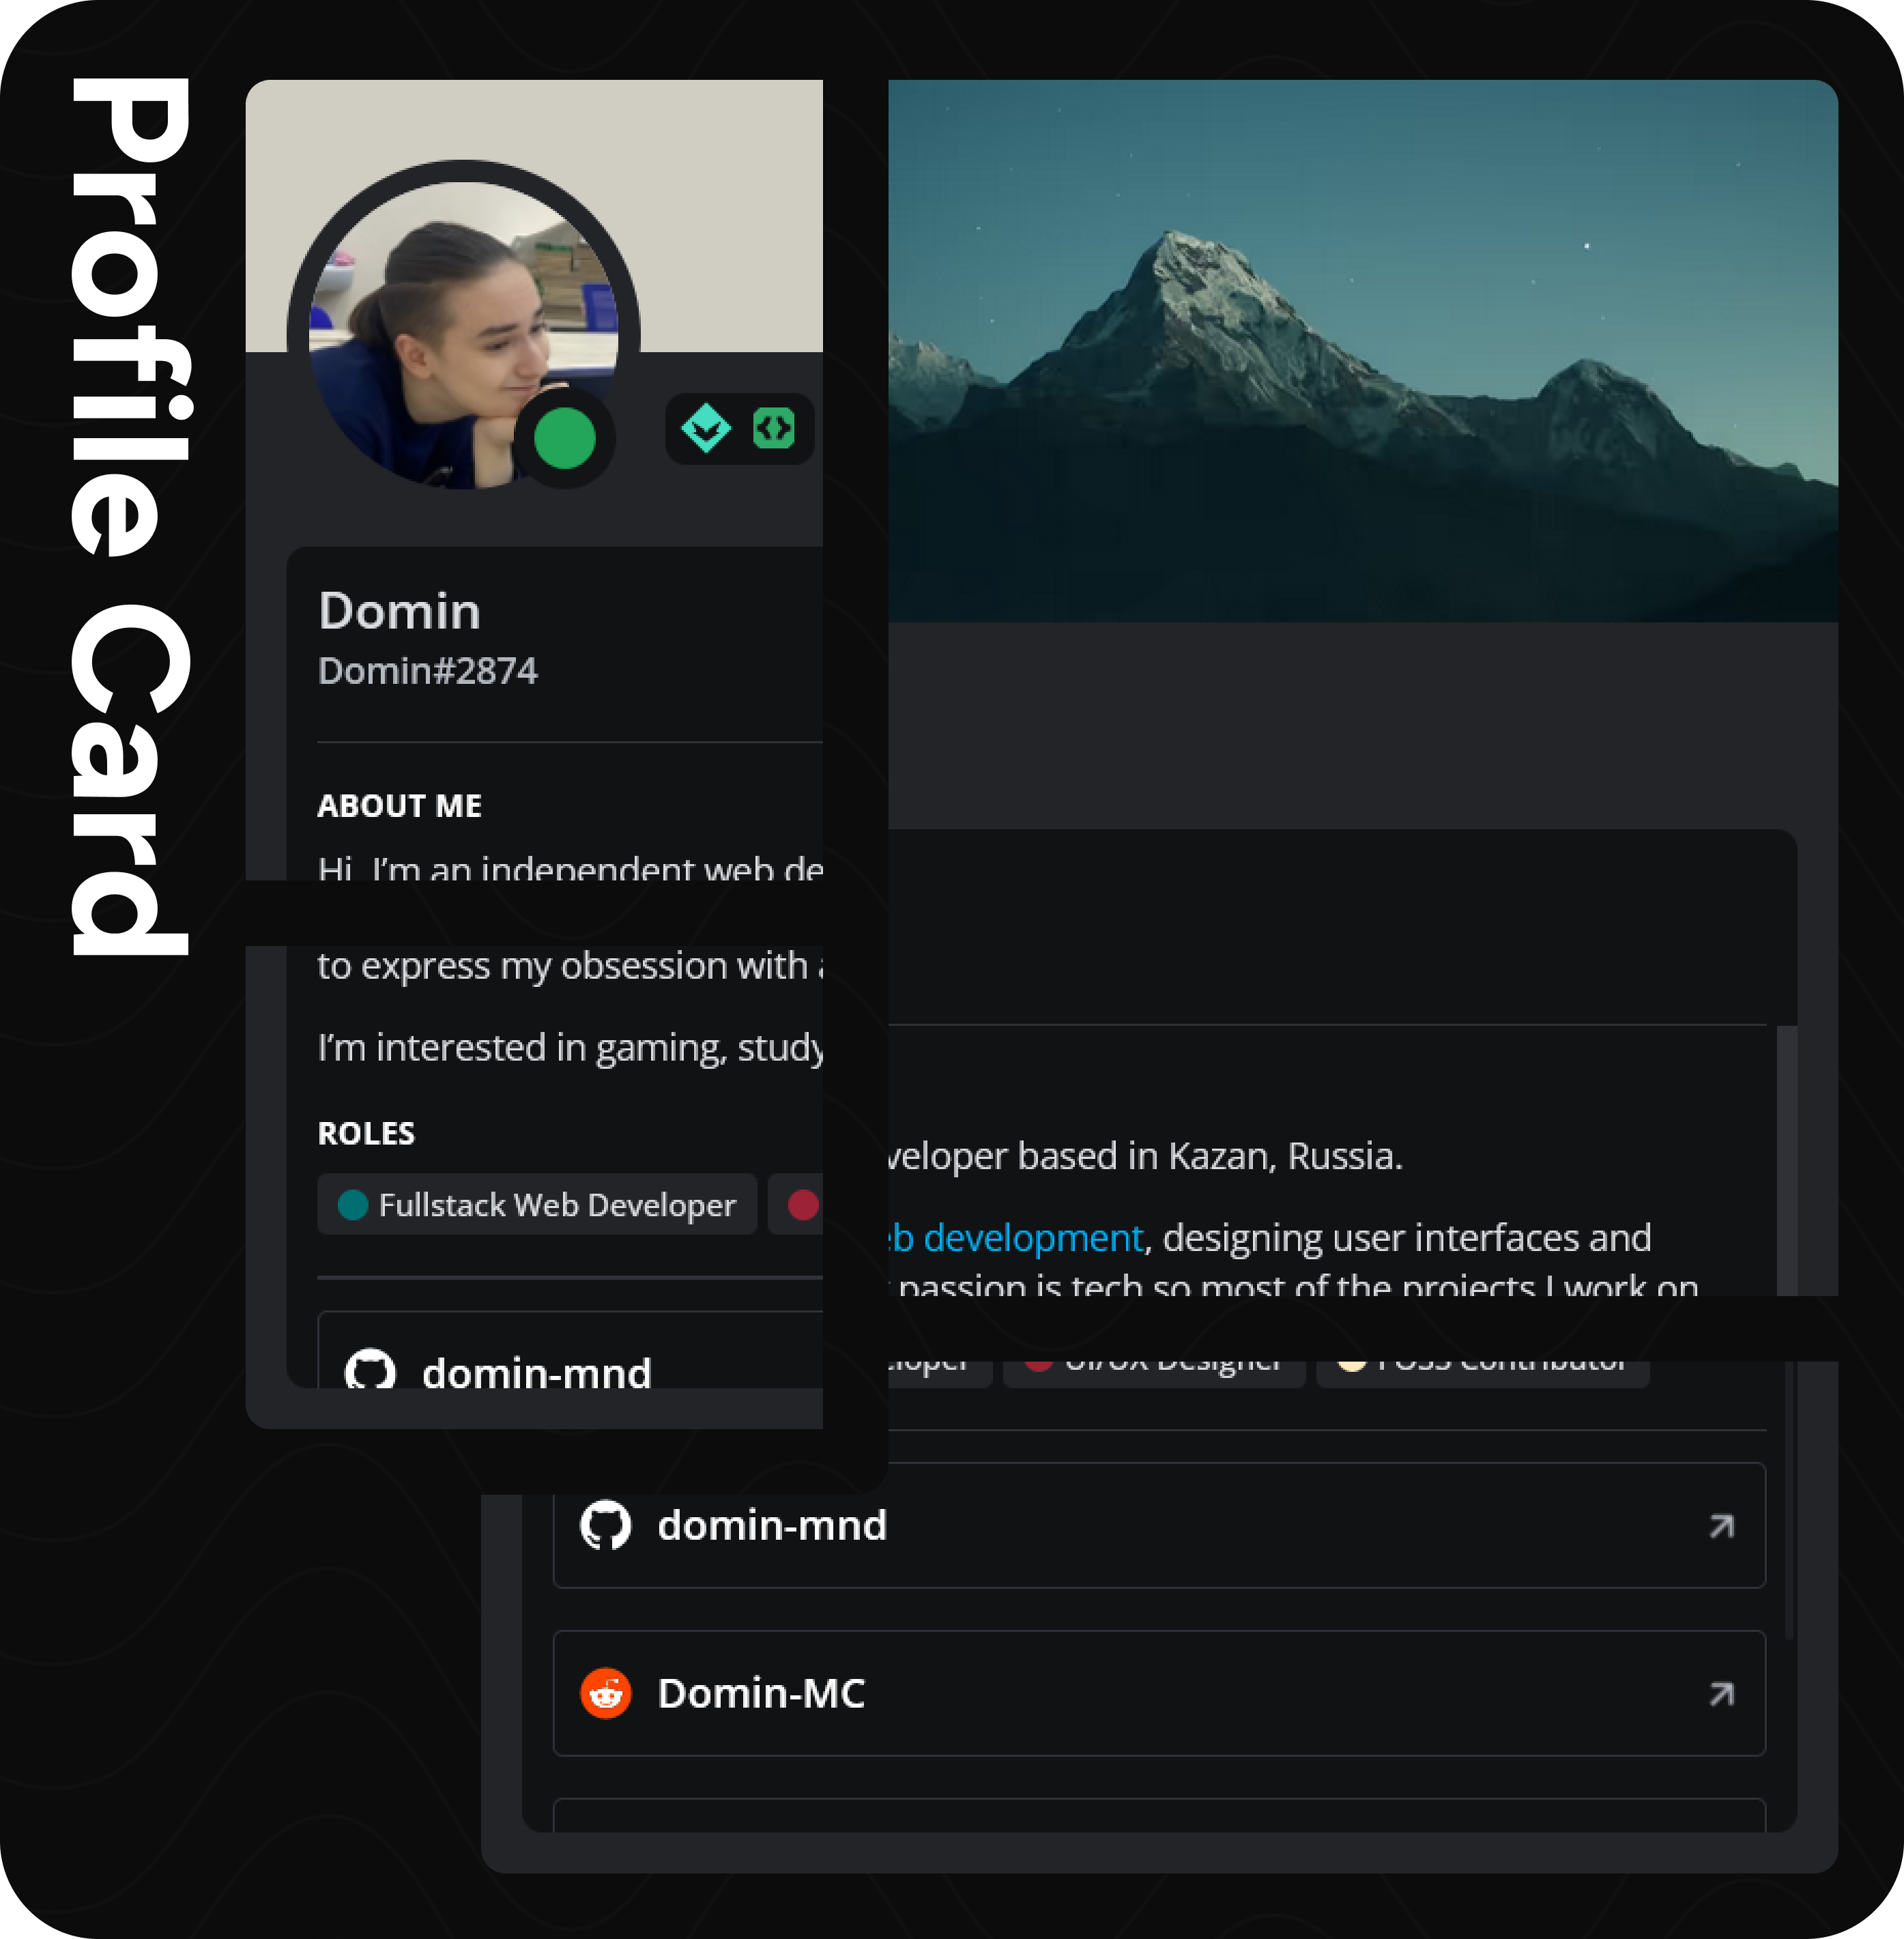 Profile Card
Domin
Domin#2874
ABOUT ME
Hi, I'm an independent web de
to express my obsession with
I'm interested in gaming, study
ROLES
Fullstack Web Developer
domin-mnd
veloper based in Kazan, Russia.
eb development, designing user interfaces and
passion is tech so most of the projects I work on
eloper UI/UX Designer FOSS Contributor
domin-mnd
Domin-MC